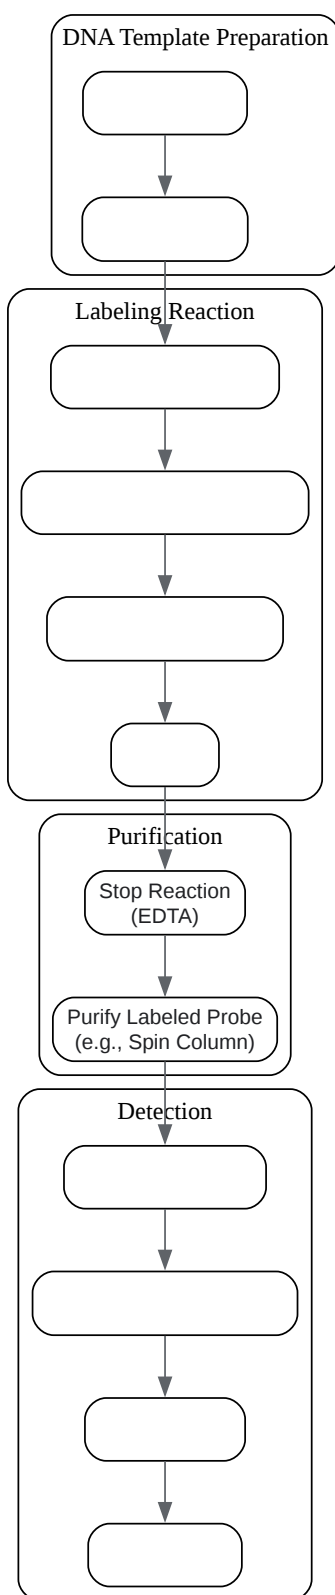 DNA Template Preparation
Labeling Reaction
Purification
Stop Reaction
(EDTA)
Purify Labeled Probe
(e.g., Spin Column)
Detection